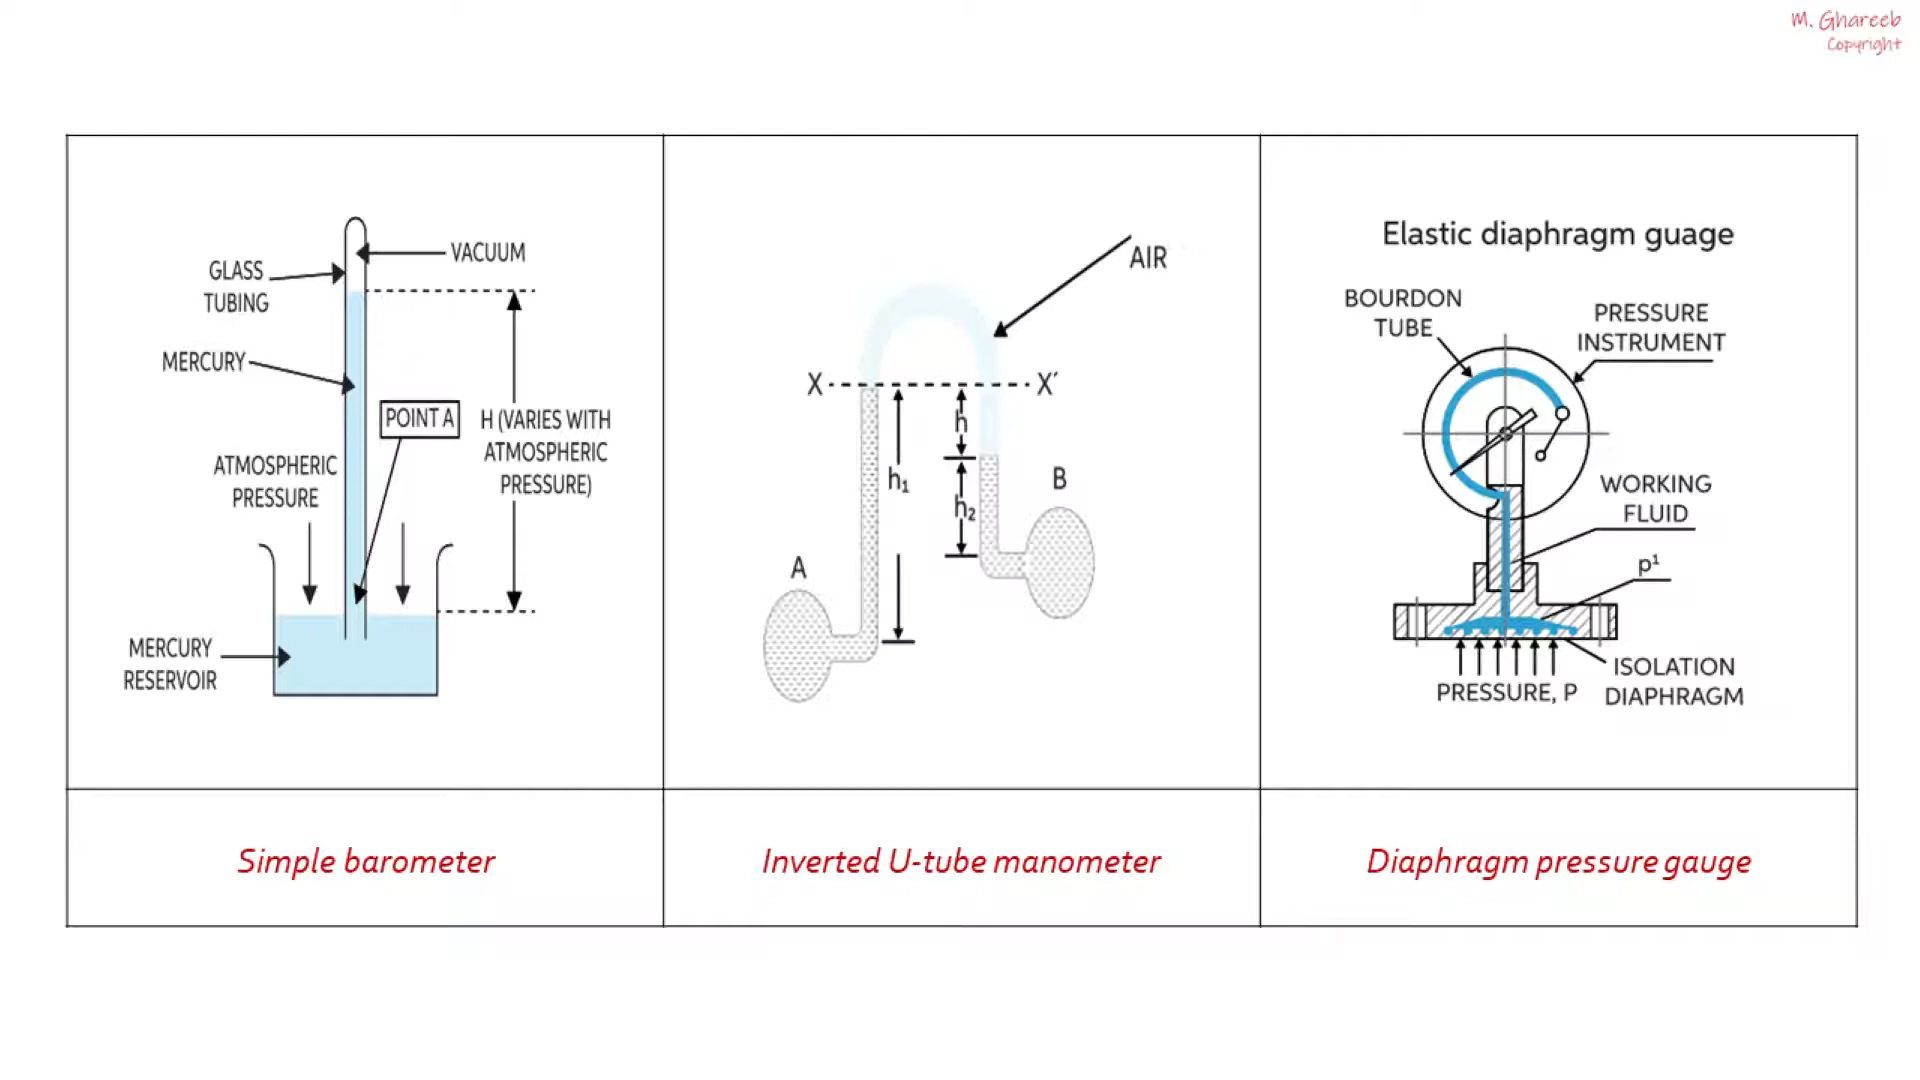 M. Ghareeb
Copyright
VACUUM
GLASS
TUBING
MERCURY
POINT A
H (VARIES WITH
ATMOSPHERIC
PRESSURE)
ATMOSPHERIC
PRESSURE
MERCURY
RESERVOIR
AIR
X
X´
h
h₁
h₂
B
A
Elastic diaphragm guage
BOURDON
TUBE
PRESSURE
INSTRUMENT
WORKING
FLUID
p¹
ISOLATION
DIAPHRAGM
PRESSURE, P
Simple barometer
Inverted U-tube manometer
Diaphragm pressure gauge